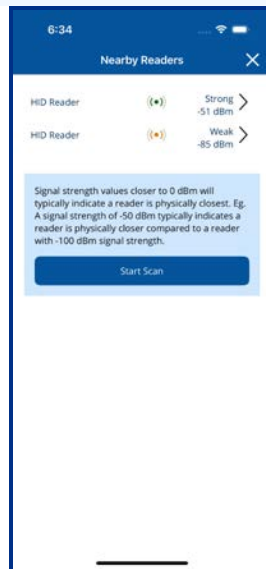 6:34
Nearby Readers
HID Reader
Strong
-51 dBm
HID Reader
Weak
-85 dBm
Signal strength values closer to 0 dBm will
typically indicate a reader is physically closest. Eg.
A signal strength of -50 dBm typically indicates a
reader is physically closer compared to a reader
with -100 dBm signal strength.
Start Scan